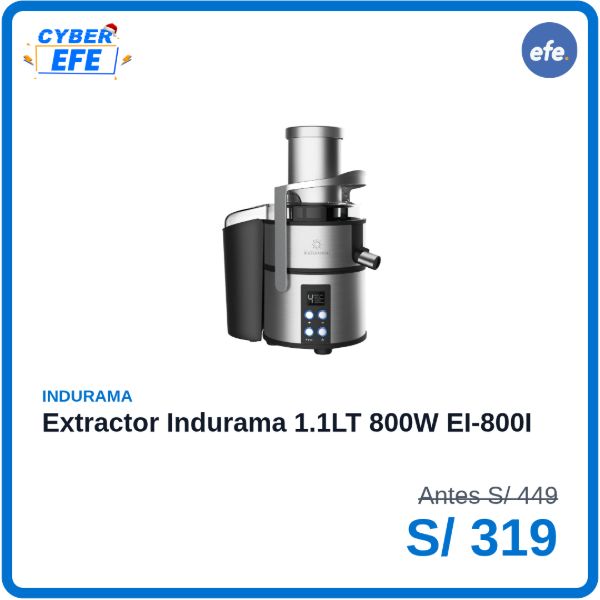 CYBER
EFE
efe.
INDURAMA
Extractor Indurama 1.1LT 800W EI-800I
Antes S/ 449
S/ 319